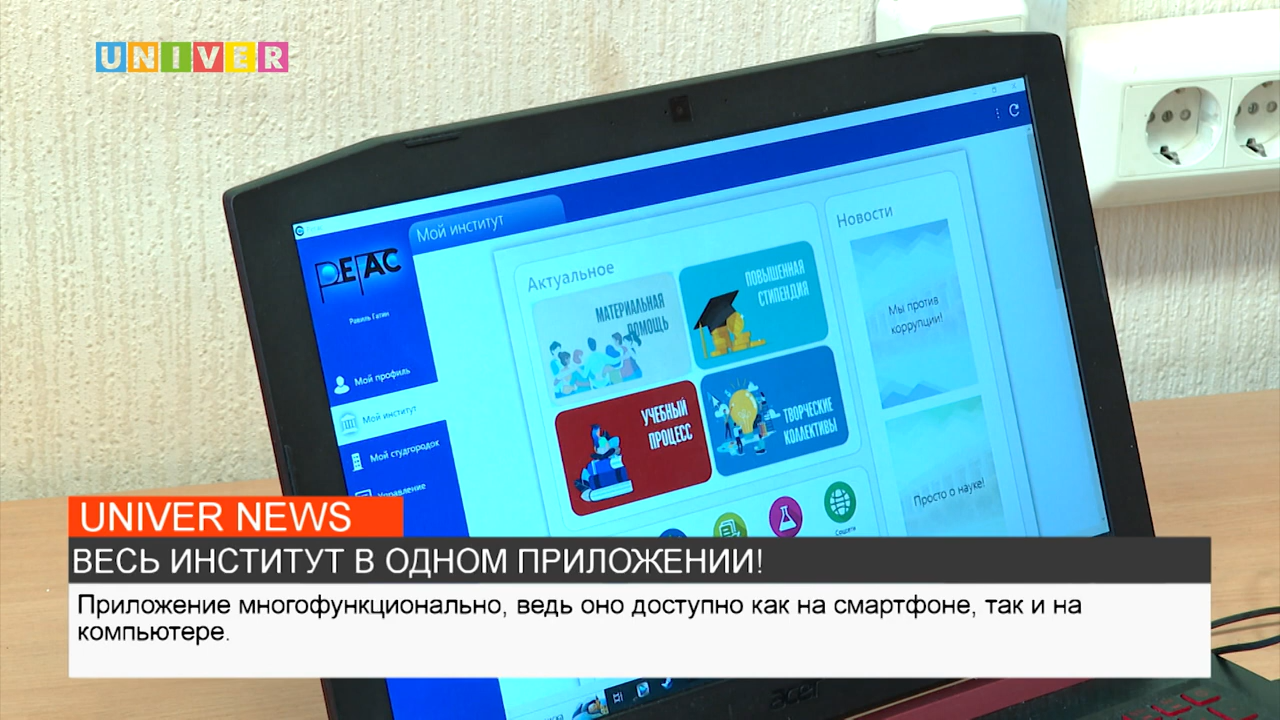 UNIVER
Мой институт
РЕГАС
Равиль Гатин
Мой профиль
Мой институт
Мой студгородок
Управление
Актуальное
МАТЕРИАЛЬНАЯ
ПОМОЩЬ
ПОВЫШЕННАЯ
СТИПЕНДИЯ
УЧЕБНЫЙ
ПРОЦЕСС
ТВОРЧЕСКИЕ
КОЛЛЕКТИВЫ
Новости
Мы против
коррупции!
Просто о науке!
UNIVER NEWS
ВЕСЬ ИНСТИТУТ В ОДНОМ ПРИЛОЖЕНИИ!
Приложение многофункционально, ведь оно доступно как на смартфоне, так и на
компьютере.
acer